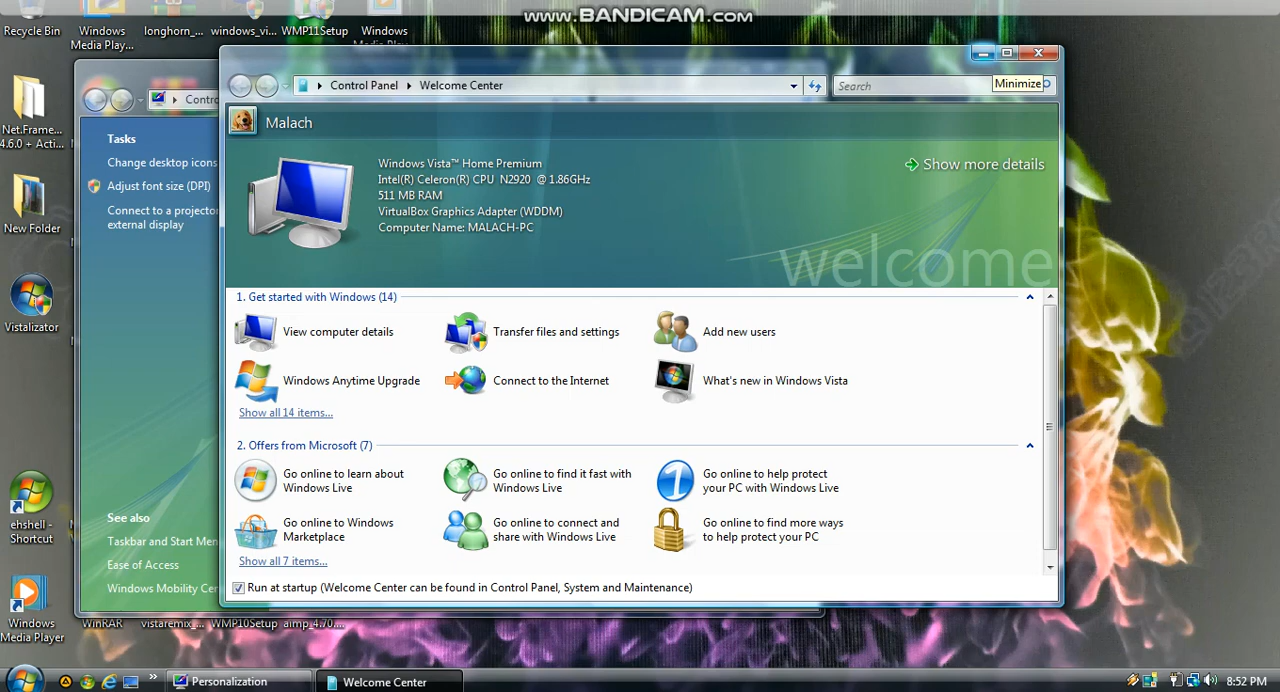 www.BANDICAM.com
Recycle Bin
Windows
Media Play...
longhorn_...
windows_vi...
WMP11Setup
Windows
Net.Frame...
4.6.0 + Acti...
New Folder
Vistalizator
ehshell -
Shortcut
Windows
Media Player
WinRAR
vistaremix_...
WMP10Setup
aimp_4.70....
Tasks
Change desktop icons
Adjust font size (DPI)
Connect to a projector
external display
See also
Taskbar and Start Men
Ease of Access
Windows Mobility Cen
Control Panel
Welcome Center
Search
Minimize
Malach
Windows Vista™ Home Premium
Intel(R) Celeron(R) CPU N2920 @ 1.86GHz
511 MB RAM
VirtualBox Graphics Adapter (WDDM)
Computer Name: MALACH-PC
Show more details
welcome
1. Get started with Windows (14)
View computer details
Transfer files and settings
Add new users
Windows Anytime Upgrade
Connect to the Internet
What's new in Windows Vista
Show all 14 items...
2. Offers from Microsoft (7)
Go online to learn about
Windows Live
Go online to find it fast with
Windows Live
Go online to help protect
your PC with Windows Live
Go online to Windows
Marketplace
Go online to connect and
share with Windows Live
Go online to find more ways
to help protect your PC
Show all 7 items...
Run at startup (Welcome Center can be found in Control Panel, System and Maintenance)
Personalization
Welcome Center
8:52 PM